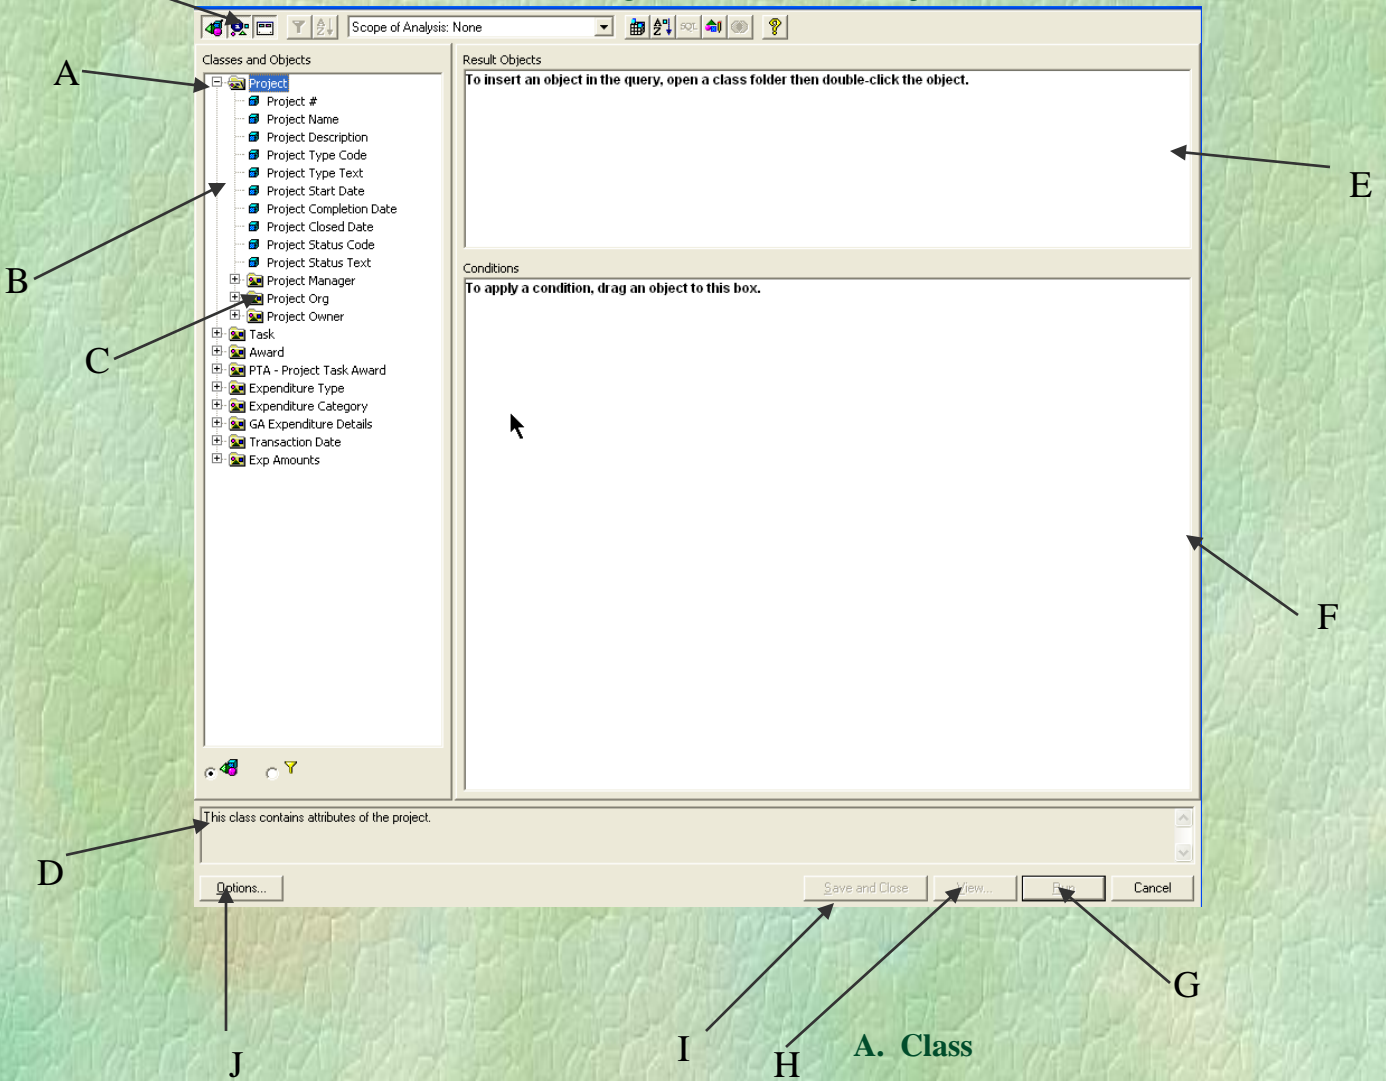 Scope of Analysis: None
SQL
Classes and Objects
Result Objects
A
Project
To insert an object in the query, open a class folder then double-click the object.
Project #
Project Name
Project Description
Project Type Code
Project Type Text
E
Project Start Date
Project Completion Date
Project Closed Date
Project Status Code
Project Status Text
Conditions
B
Project Manager
To apply a condition, drag an object to this box.
Project Org
Project Owner
Task
C
Award
PTA - Project Task Award
Expenditure Type
Expenditure Category
GA Expenditure Details
Transaction Date
Exp Amounts
F
This class contains attributes of the project.
D
Options...
Save and Close
View...
Run
Cancel
G
I
H
A. Class
J